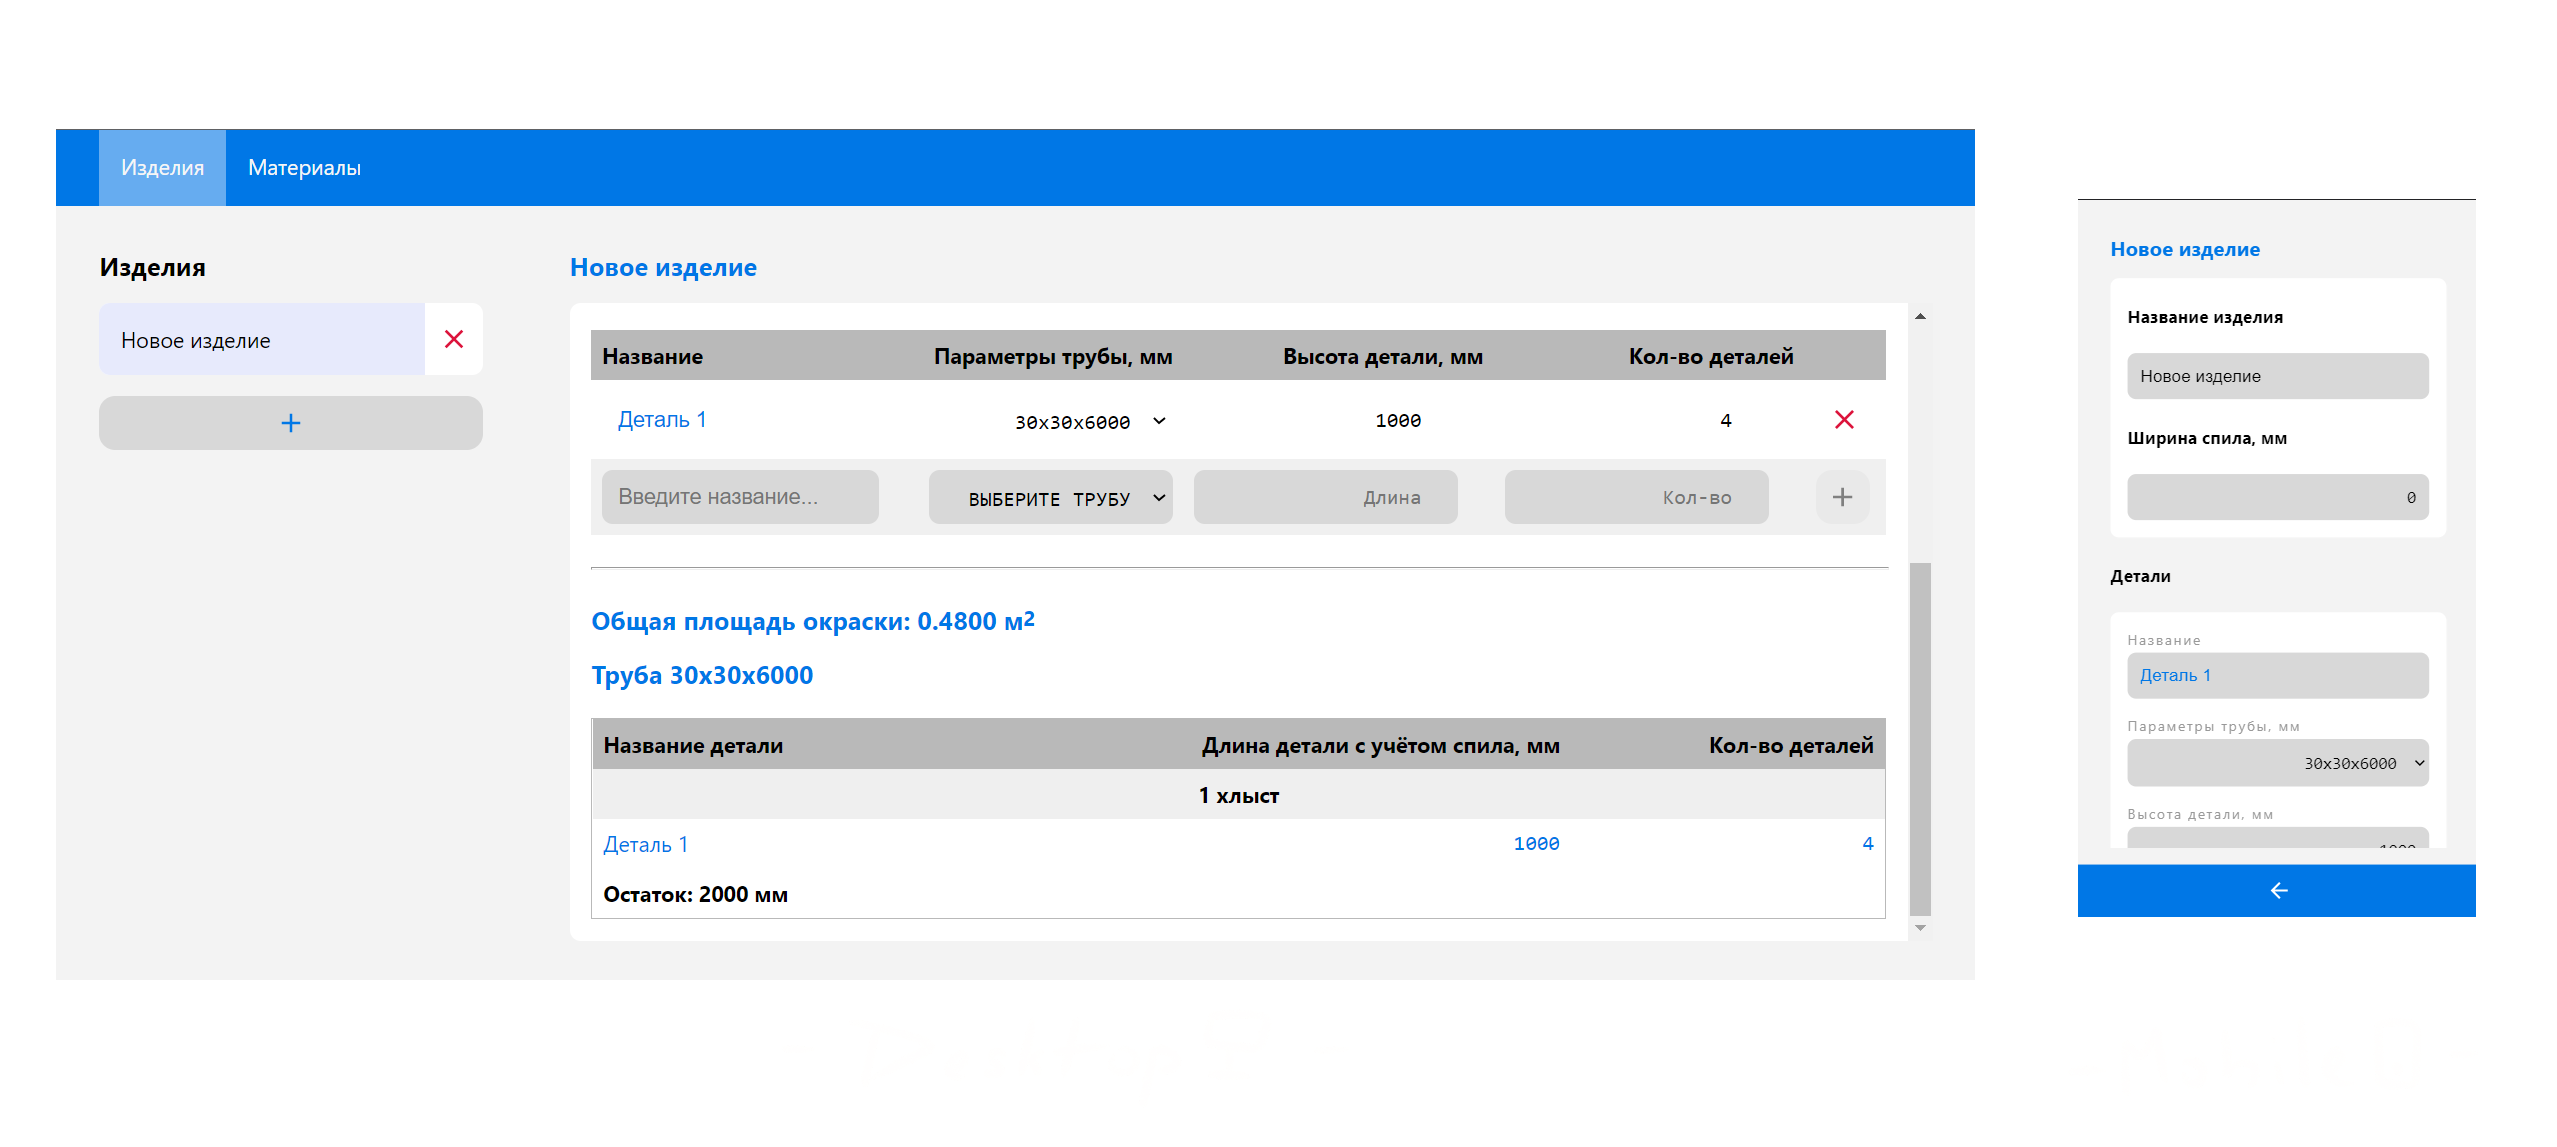 Изделия Материалы
Изделия
Новое изделие
Новое изделие
Название Параметры трубы, мм Высота детали, мм Кол-во деталей
Деталь 1 30x30x6000 1000 4
Введите название... ВЫБЕРИТЕ ТРУБУ Длина Кол-во
Общая площадь окраски: 0.4800 м2
Труба 30x30x6000
Название детали Длина детали с учётом спила, мм Кол-во деталей
1 хлыст
Деталь 1 1000 4
Остаток: 2000 мм
Новое изделие
Название изделия
Новое изделие
Ширина спила, мм
0
Детали
Название
Деталь 1
Параметры трубы, мм
30x30x6000
Высота детали, мм
1000